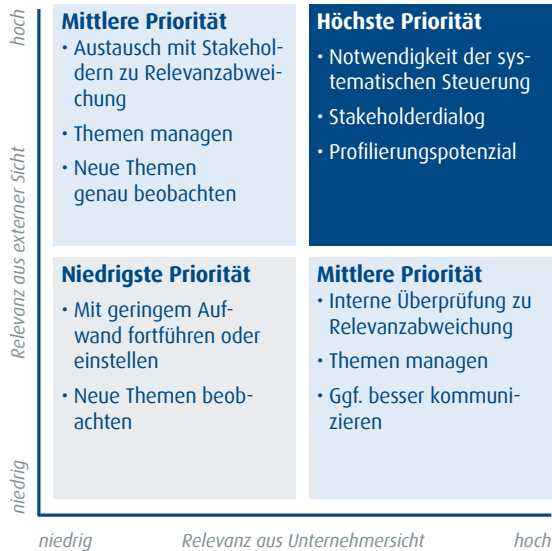 hoch
Relevanz aus externer Sicht
niedrig
Mittlere Priorität
• Austausch mit Stakehol-
dern zu Relevanzabwei-
chung
• Themen managen
• Neue Themen
genau beobachten
Höchste Priorität
• Notwendigkeit der sys-
tematischen Steuerung
• Stakeholderdialog
• Profilierungspotenzial
Niedrigste Priorität
• Mit geringem Auf-
wand fortführen oder
einstellen
• Neue Themen beob-
achten
Mittlere Priorität
• Interne Überprüfung zu
Relevanzabweichung
• Themen managen
• Ggf. besser kommuni-
zieren
niedrig
Relevanz aus Unternehmersicht
hoch